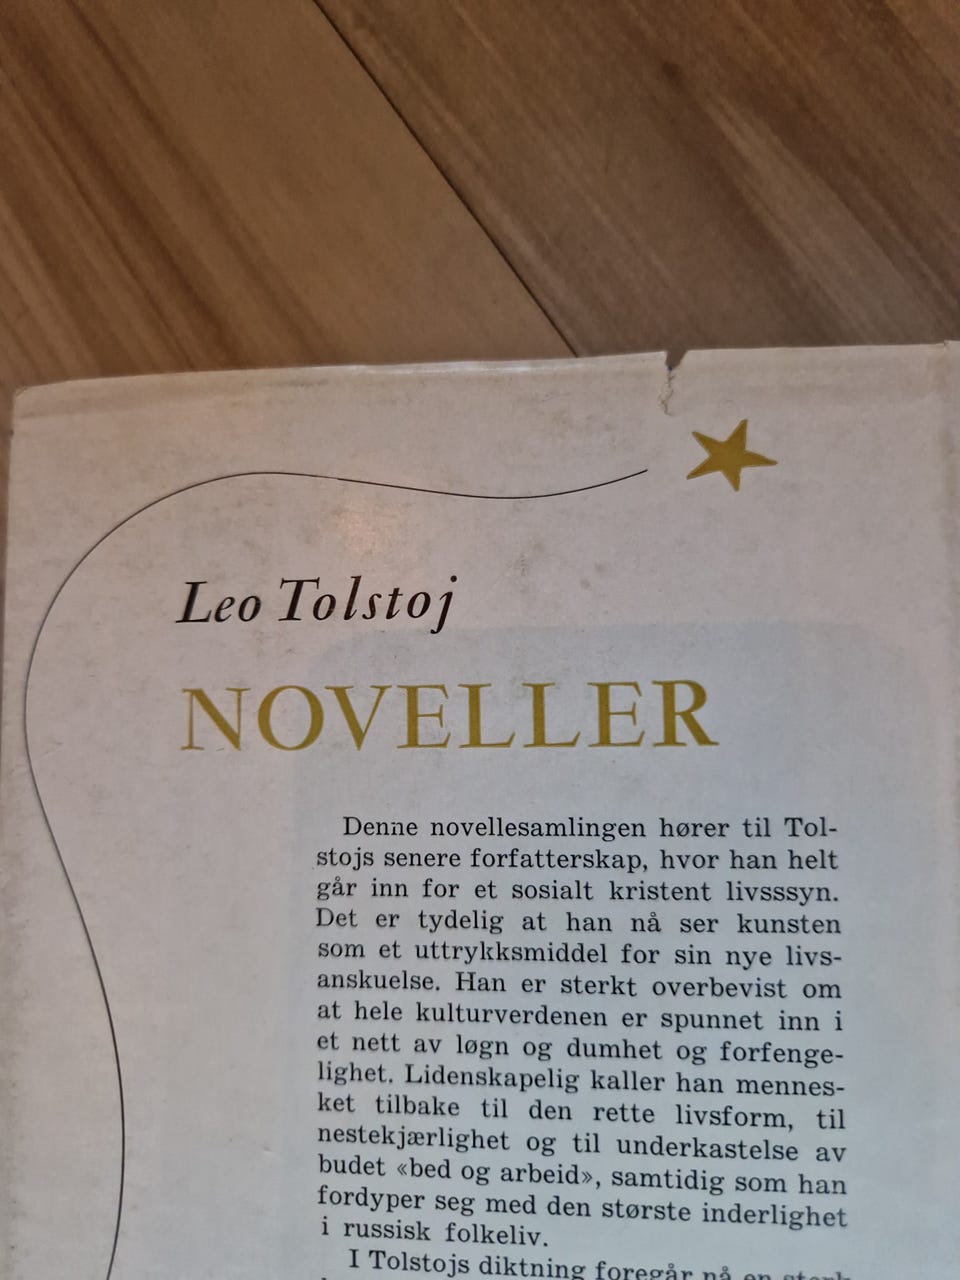 Leo Tolstoj
NOVELLER
Denne novellesamlingen hører til Tol-
stojs senere forfatterskap, hvor han helt
går inn for et sosialt kristent livsssyn.
Det er tydelig at han nå ser kunsten
som et uttrykksmiddel for sin nye livs-
anskuelse. Han er sterkt overbevist om
at hele kulturverdenen er spunnet inn i
et nett av løgn og dumhet og forfenge-
lighet. Lidenskapelig kaller han mennes-
ket tilbake til den rette livsform, til
nestekjærlighet og til underkastelse av
budet «bed og arbeid», samtidig som han
fordyper seg med den største inderlighet
i russisk folkeliv.
I Tolstojs diktning foregår nå en sterk